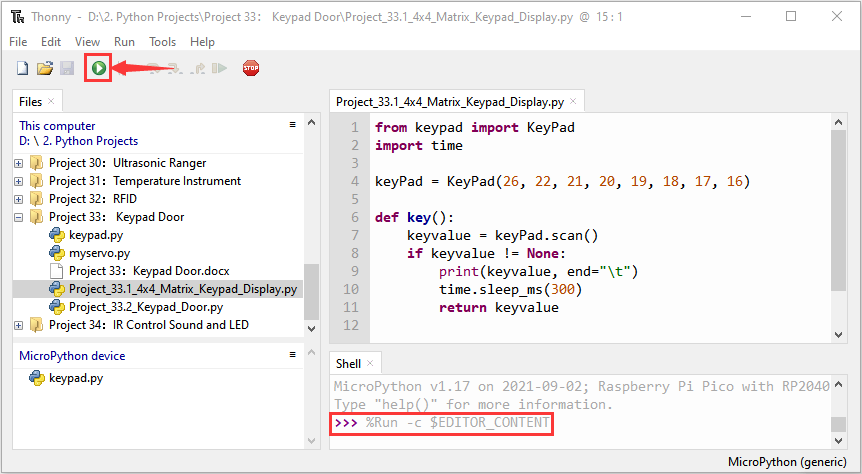 Thonny - D:\2. Python Projects\Project 33: Keypad Door\Project_33.1_4x4_Matrix_Keypad_Display.py @ 15 : 1
File Edit View Run Tools Help
STOP
Files
This computer
D: \ 2. Python Projects
Project 30: Ultrasonic Ranger
Project 31: Temperature Instrument
Project 32: RFID
Project 33: Keypad Door
keypad.py
myservo.py
Project 33: Keypad Door.docx
Project_33.1_4x4_Matrix_Keypad_Display.py
Project_33.2_Keypad_Door.py
Project 34: IR Control Sound and LED
MicroPython device
keypad.py
Project_33.1_4x4_Matrix_Keypad_Display.py
1 from keypad import KeyPad
2 import time
3
4 keyPad = KeyPad(26, 22, 21, 20, 19, 18, 17, 16)
5
6 def key():
7     keyvalue = keyPad.scan()
8     if keyvalue != None:
9         print(keyvalue, end="\t")
10         time.sleep_ms(300)
11         return keyvalue
12
Shell
MicroPython v1.17 on 2021-09-02; Raspberry Pi Pico with RP2040
Type "help()" for more information.
>>> %Run -c $EDITOR_CONTENT
MicroPython (generic)